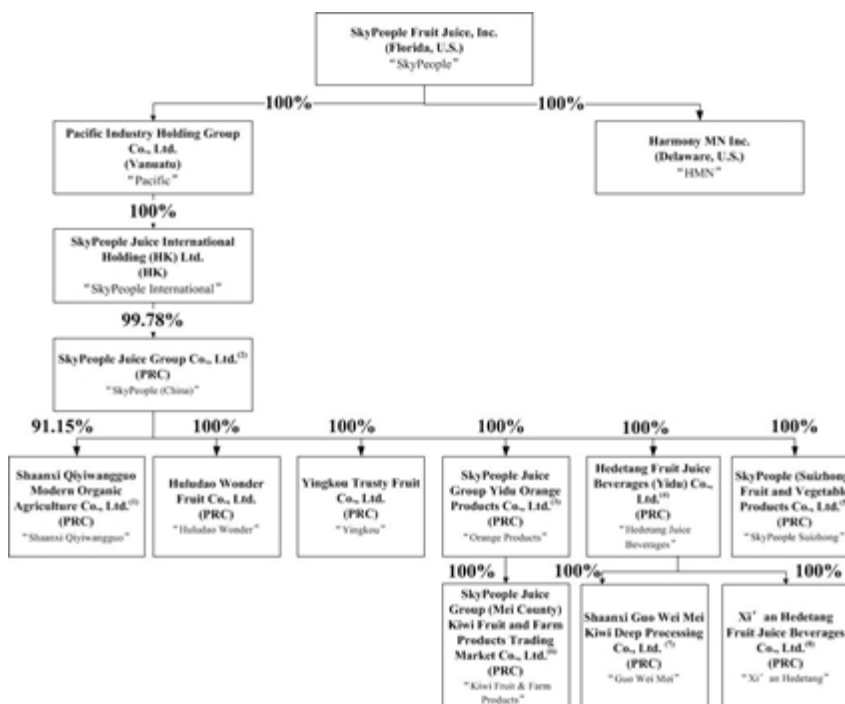 SkyPeople Fruit Juice, Inc.
(Florida, U.S.)
“SkyPeople”
100%
100%
Pacific Industry Holding Group
Co., Ltd.
(Vanuatu)
“Pacific”
Harmony MN Inc.
(Delaware, U.S.)
“HMN”
100%
SkyPeople Juice International
Holding (HK) Ltd.
(HK)
“SkyPeople International”
99.78%
SkyPeople Juice Group Co., Ltd.(2)
(PRC)
“SkyPeople (China)”
91.15%
100%
100%
100%
100%
100%
Shaanxi Qiyiwangguo
Modern Organic
Agriculture Co., Ltd.(1)
(PRC)
“Shaanxi Qiyiwangguo”
Huludao Wonder
Fruit Co., Ltd.
(PRC)
“Huludao Wonder”
Yingkou Trusty Fruit
Co., Ltd.
(PRC)
“Yingkou”
SkyPeople Juice
Group Yidu Orange
Products Co., Ltd.(3)
(PRC)
“Orange Products”
Hedetang Fruit Juice
Beverages (Yidu) Co.,
Ltd.(4)
(PRC)
“Hedetang Juice
Beverages”
SkyPeople (Suizhong
Fruit and Vegetable
Products Co., Ltd.(5
(PRC)
“SkyPeople Suizhong”
100%
100%
100%
SkyPeople Juice
Group (Mei County)
Kiwi Fruit and Farm
Products Trading
Market Co., Ltd.(6)
(PRC)
“Kiwi Fruit & Farm
Products”
Shaanxi Guo Wei Mei
Kiwi Deep Processing
Co., Ltd. (7)
(PRC)
“Guo Wei Mei”
Xi’an Hedetang
Fruit Juice Beverages
Co., Ltd.(8)
(PRC)
“Xi’an Hedetang”